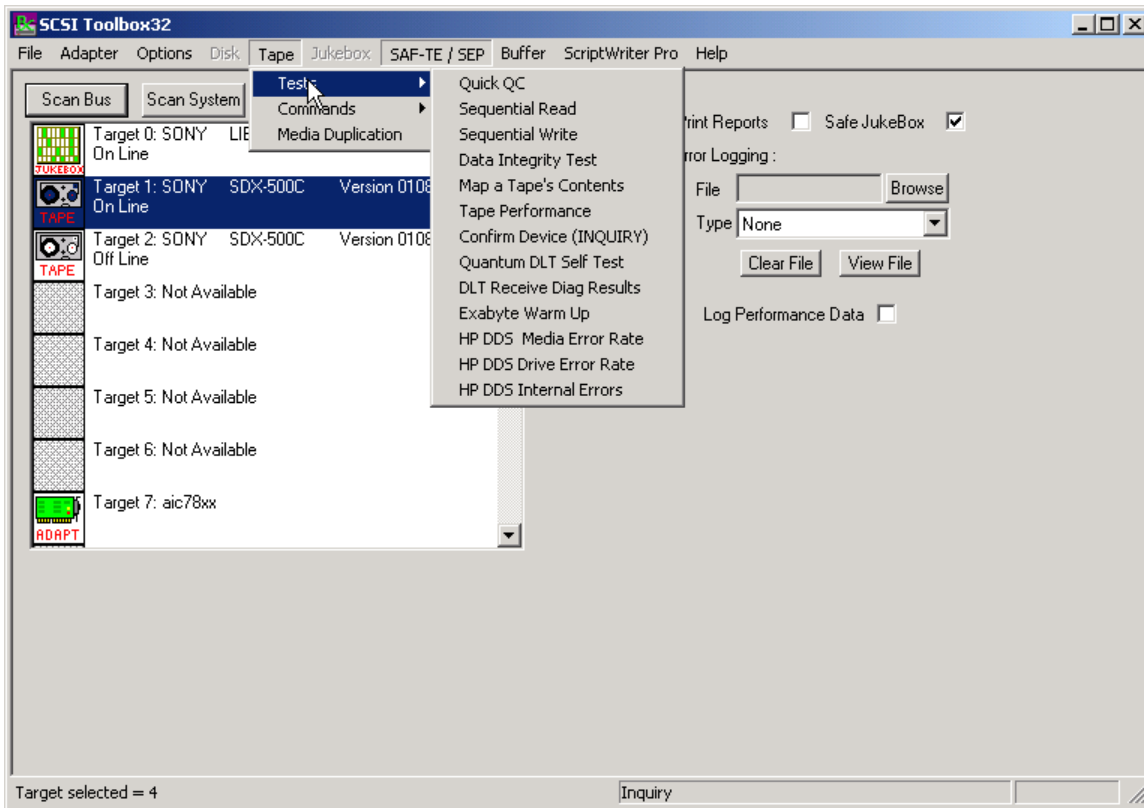 SCSI Toolbox32
File Adapter Options Disk Tape Jukebox SAF-TE / SEP Buffer ScriptWriter Pro Help
Scan Bus
Scan System
Tests
Commands
Media Duplication
Quick QC
Sequential Read
Sequential Write
Data Integrity Test
Map a Tape's Contents
Tape Performance
Confirm Device (INQUIRY)
Quantum DLT Self Test
DLT Receive Diag Results
Exabyte Warm Up
HP DDS Media Error Rate
HP DDS Drive Error Rate
HP DDS Internal Errors
JUKEBOX
Target 0: SONY
On Line
TAPE
Target 1: SONY SDX-500C Version 0108
On Line
TAPE
Target 2: SONY SDX-500C Version 0108
Off Line
Target 3: Not Available
Target 4: Not Available
Target 5: Not Available
Target 6: Not Available
ADAPT
Target 7: aic78xx
Reports Safe JukeBox
Logging :
File
Browse
Type None
Clear File
View File
Log Performance Data
Target selected = 4
Inquiry